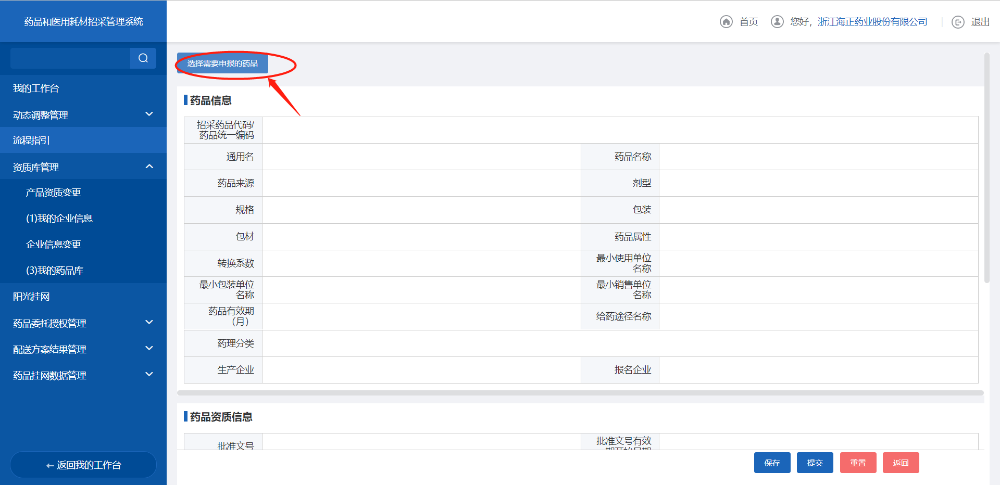 药品和医用耗材招采管理系统
首页
您好，浙江海正药业股份有限公司
退出
我的工作台
动态调整管理
流程指引
资质库管理
产品资质变更
(1)我的企业信息
企业信息变更
(3)我的药品库
阳光挂网
药品委托授权管理
配送方案结果管理
药品挂网数据管理
←返回我的工作台
选择需要申报的药品
药品信息
招采药品代码/
药品统一编码
通用名
药品名称
药品来源
剂型
规格
包装
包材
药品属性
转换系数
最小使用单位
名称
最小包装单位
名称
最小销售单位
名称
药品有效期
（月）
给药途径名称
药理分类
生产企业
报名企业
药品资质信息
批准文号
批准文号有效
保存
提交
重置
返回